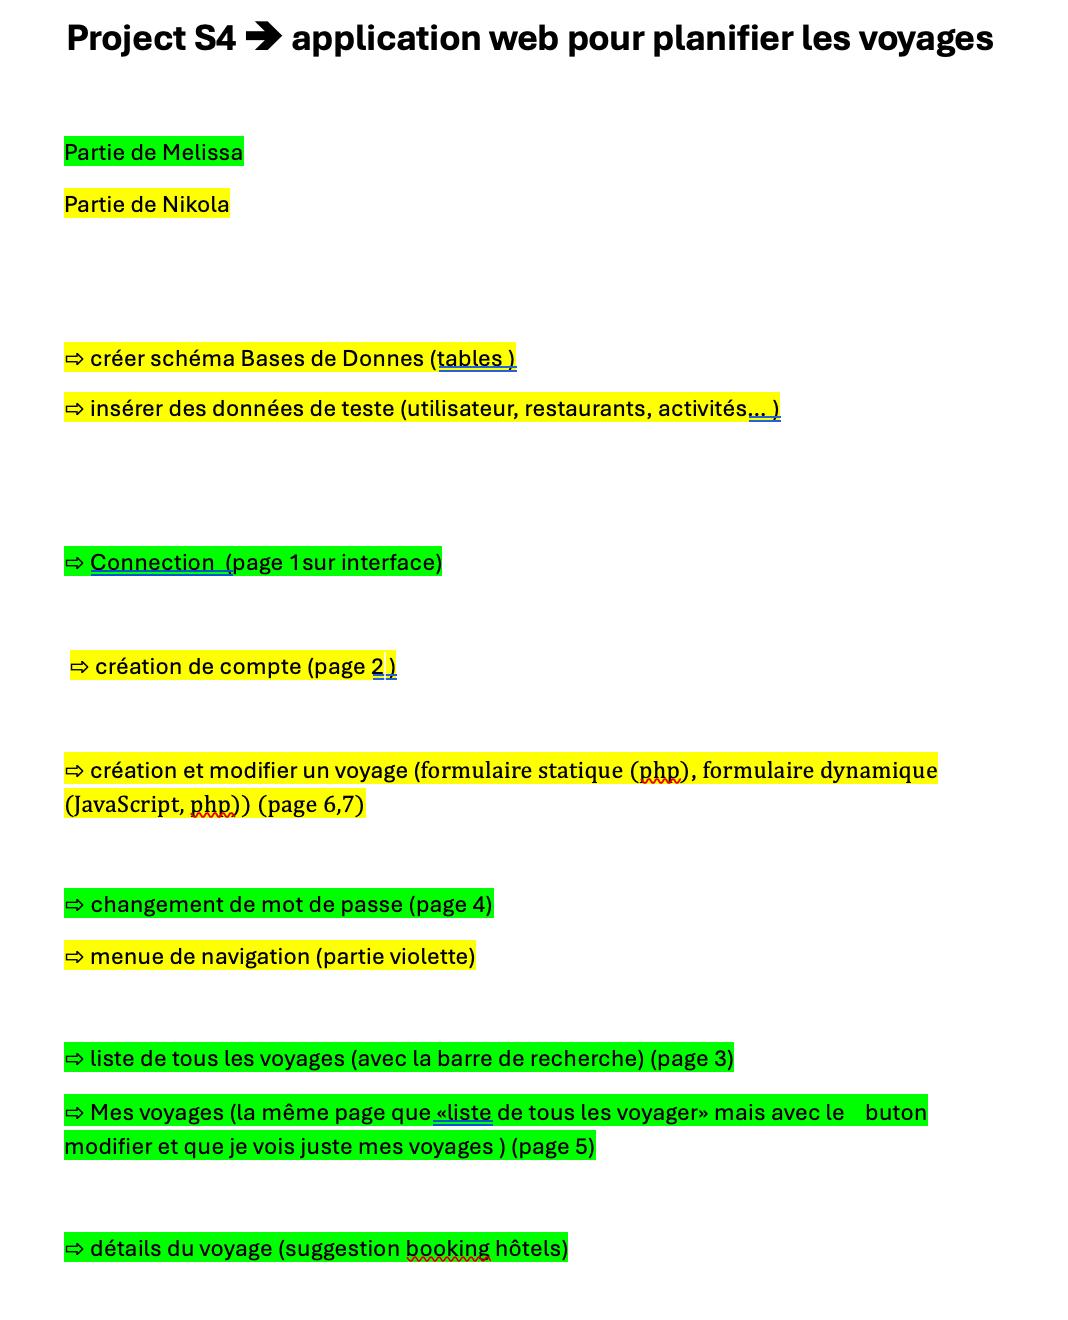 Project S4 🡺 application web pour planifier les voyages
Partie de Melissa
Partie de Nikola
⇨ créer schéma Bases de Donnes (tables )
⇨ insérer des données de teste (utilisateur, restaurants, activités… )
⇨ Connection  (page 1sur interface)
⇨ création de compte (page 2 )
⇨ création et modifier un voyage (formulaire statique (php), formulaire dynamique
(JavaScript, php)) (page 6,7)
⇨ changement de mot de passe (page 4)
⇨ menue de navigation (partie violette)
⇨ liste de tous les voyages (avec la barre de recherche) (page 3)
⇨ Mes voyages (la même page que «liste de tous les voyager» mais avec le   buton
modifier et que je vois juste mes voyages ) (page 5)
⇨ détails du voyage (suggestion booking hôtels)